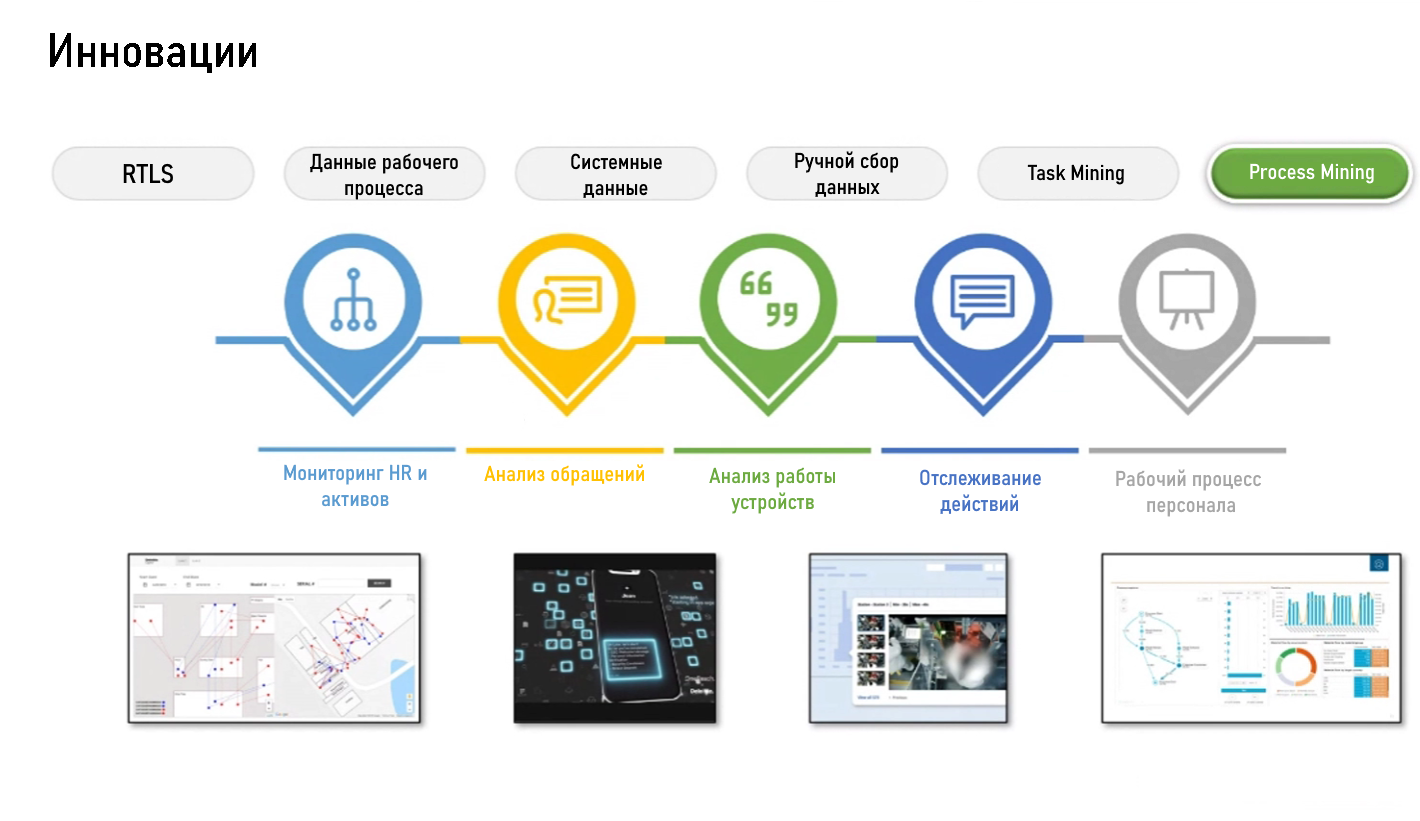 Инновации
RTLS
Данные рабочего
процесса
Системные
данные
Ручной сбор
данных
Task Mining
Process Mining
66
99
Мониторинг HR и
активов
Анализ обращений
Анализ работы
устройств
Отслеживание
действий
Рабочий процесс
персонала
Deloitte.